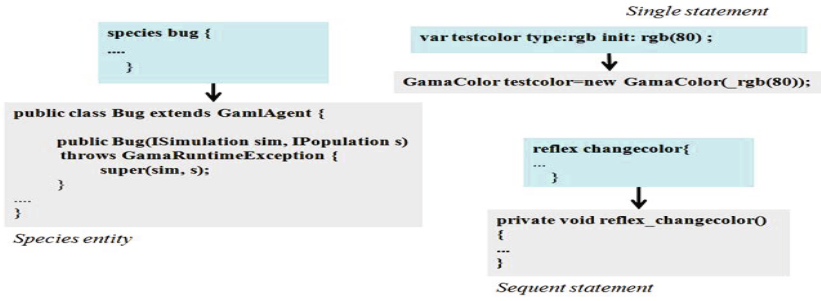 species bug {
....
}
public class Bug extends GamlAgent {
public Bug(ISimulation sim, IPopulation s)
throws GamaRuntimeException {
super(sim, s);
}
....
}
Species entity
Single statement
var testcolor type:rgb init: rgb(80) ;
GamaColor testcolor=new GamaColor(_rgb(80));
reflex changecolor{
...
}
private void reflex_changecolor()
{
...
}
Sequent statement